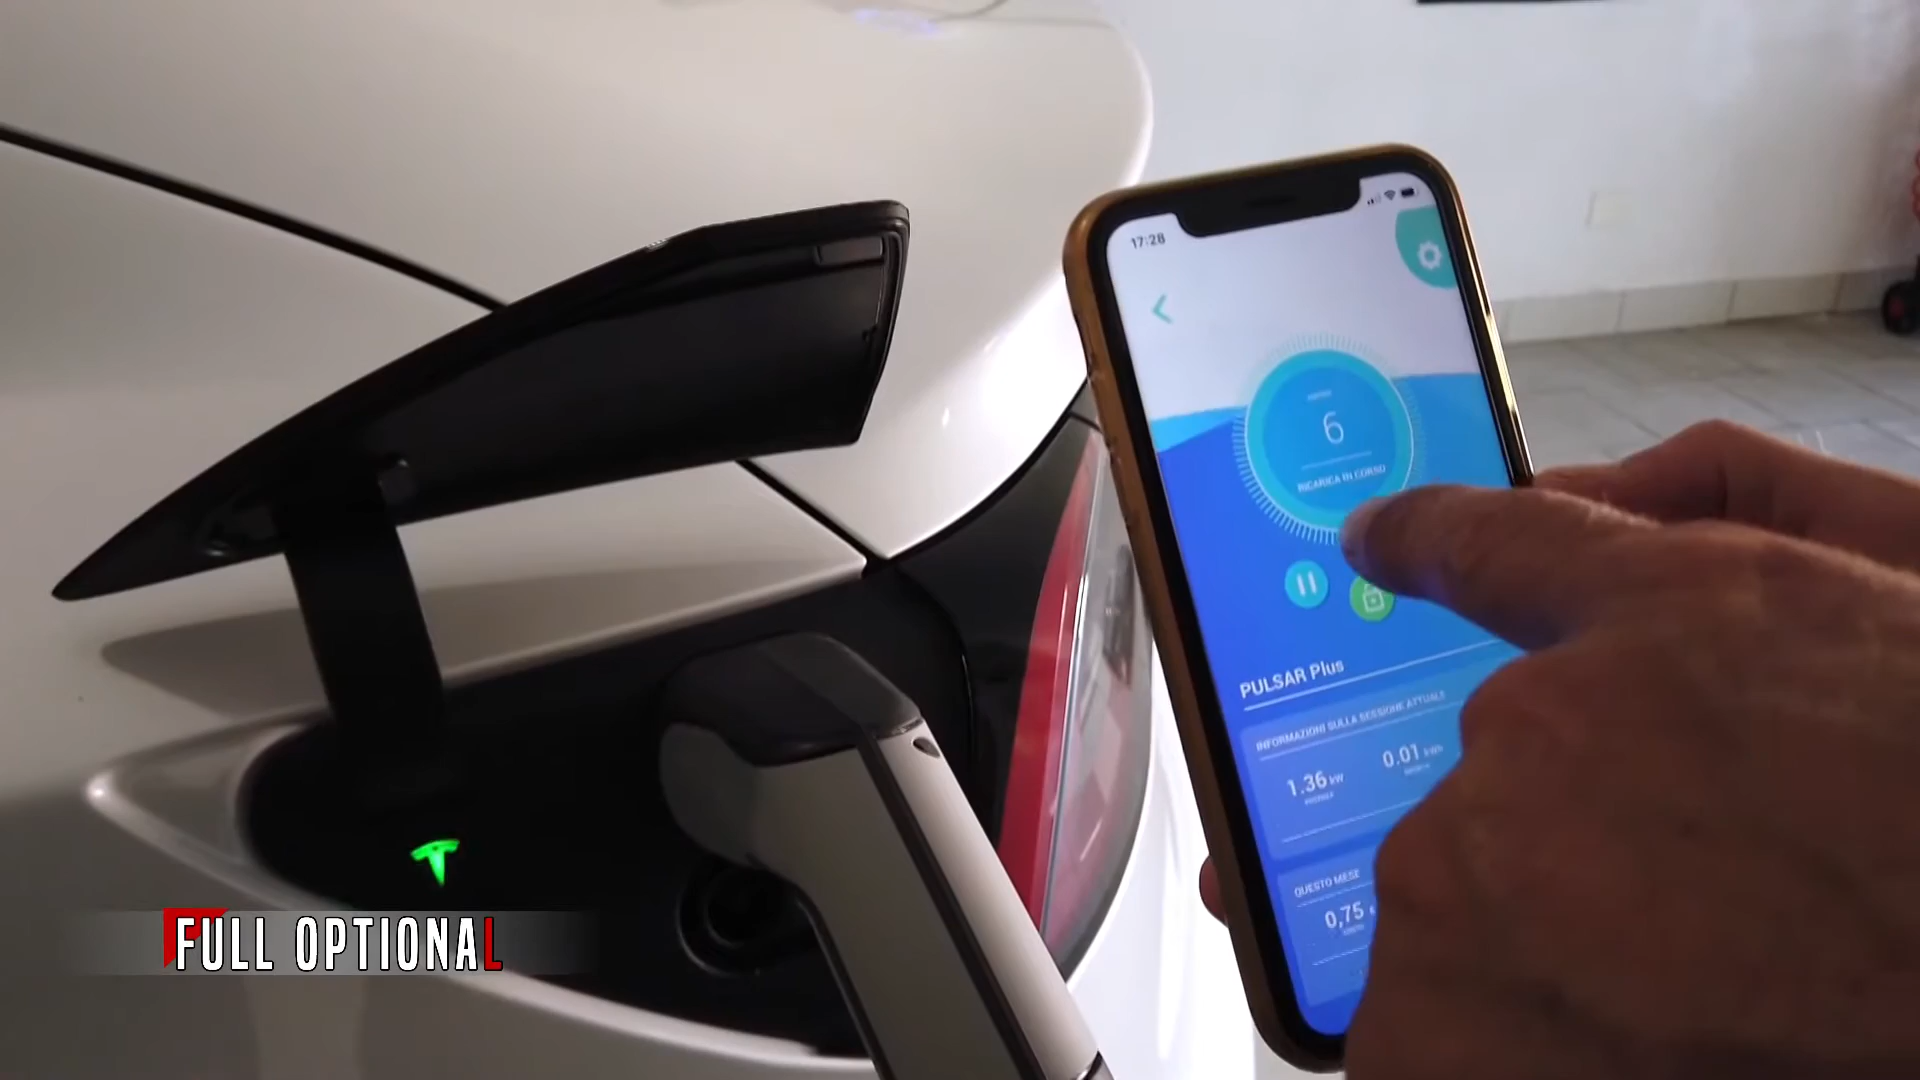 17:28
6
RICARICA IN CORSO
PULSAR Plus
INFORMAZIONI SULLA SESSIONE ATTUALE
1.36 kW
0.01 kWh
QUESTO MESE
0,75
FULL OPTIONAL